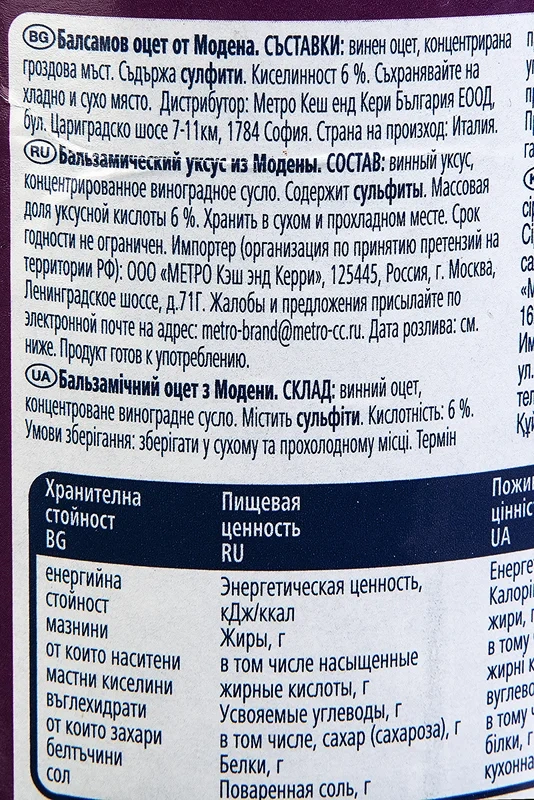 BG Балсамов оцет от Модена. СЪСТАВКИ: винен оцет, концентрирана
гроздова мъст. Съдържа сулфити. Киселинност 6 %. Съхранявайте на
хладно и сухо място. Дистрибутор: Метро Кеш енд Кери България ЕООД,
бул. Цариградско шосе 7-11км, 1784 София. Страна на произход: Италия.
RU Бальзамический уксус из Модены. СОСТАВ: винный уксус,
концентрированное виноградное сусло. Содержит сульфиты. Массовая
доля уксусной кислоты 6 %. Хранить в сухом и прохладном месте. Срок
годности не ограничен. Импортер (организация по принятию претензий на
территории РФ): ООО «МЕТРО Кэш энд Керри», 125445, Россия, г. Москва,
Ленинградское шоссе, д.71Г. Жалобы и предложения присылайте по
электронной почте на адрес: metro-brand@metro-cc.ru. Дата розлива: см.
ниже. Продукт готов к употреблению.
UA Бальзамічний оцет з Модени. СКЛАД: винний оцет,
концентроване виноградне сусло. Містить сульфіти. Кислотність: 6 %.
Умови зберігання: зберігати у сухому та прохолодному місці. Термін
Хранителна
стойност
BG
Пищевая
ценность
RU
UA
енергийна
стойност
мазнини
от които наситени
мастни киселини
въглехидрати
от които захари
белтъчини
сол
Энергетическая ценность,
кДж/ккал
Жиры, г
в том числе насыщенные
жирные кислоты, г
Усвояемые углеводы, г
в том числе, сахар (сахароза), г
Белки, г
Поваренная соль, г
жири, г
в тому
білки, г